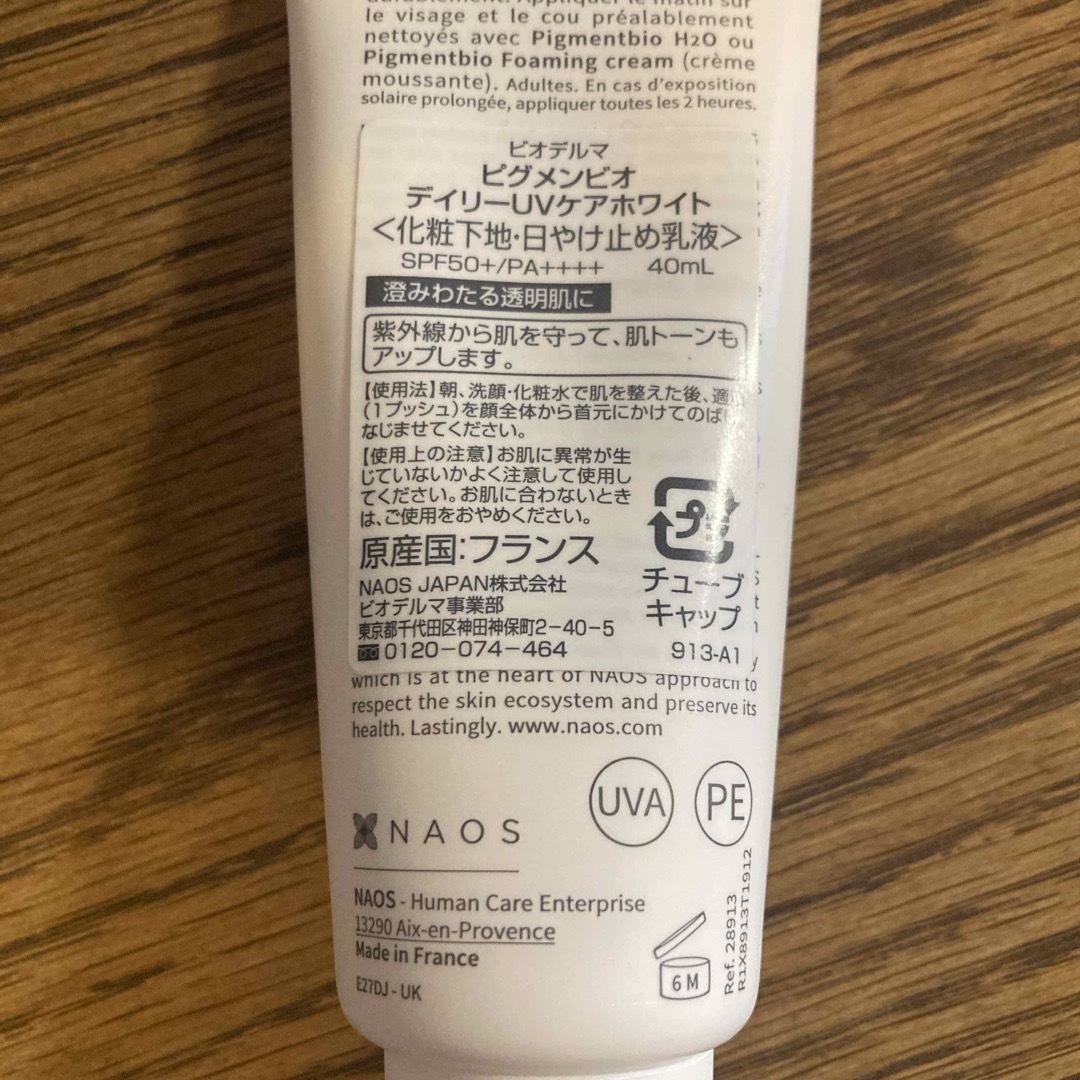 le visage et le cou préalablement
nettoyés avec Pigmentbio H2O ou
Pigmentbio Foaming cream (crème
moussante). Adultes. En cas d'exposition
solaire prolongée, appliquer toutes les 2 heures.
ビオデルマ
ピグメンビオ
デイリーUVケアホワイト
<化粧下地・日やけ止め乳液>
SPF50+/PA++++ 40mL
澄みわたる透明肌に
紫外線から肌を守って、肌トーンも
アップします。
【使用法】朝、洗顔・化粧水で肌を整えた後、適
(1プッシュ)を顔全体から首元にかけてのば
なじませてください。
【使用上の注意】お肌に異常が生
じていないかよく注意して使用し
てください。お肌に合わないとき
は、ご使用をおやめください。
原産国:フランス
NAOS JAPAN株式会社
ビオデルマ事業部
東京都千代田区神田神保町2-40-5
0120-074-464
プラ
チューブ
キャップ
913-A1
which is at the heart of NAOS approach to
respect the skin ecosystem and preserve its
health. Lastingly. www.naos.com
UVA
PE
NAOS
NAOS - Human Care Enterprise
13290 Aix-en-Provence
Made in France
E27DJ - UK
6 M
Ref. 28913
R1X8913T1912